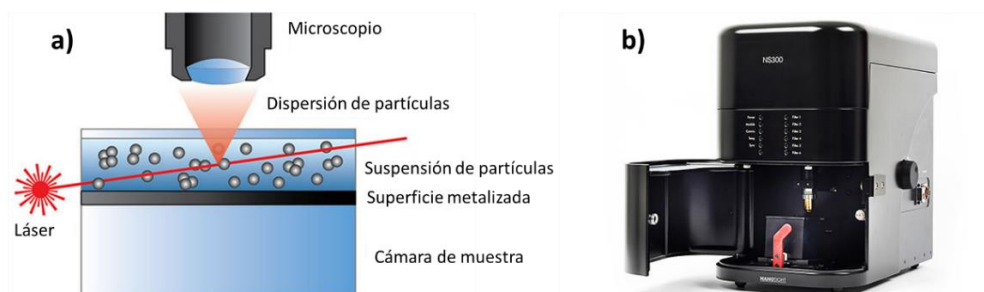 a)
Microscopio
Dispersión de partículas
Suspensión de partículas
Superficie metalizada
Láser
Cámara de muestra
b)
NS300